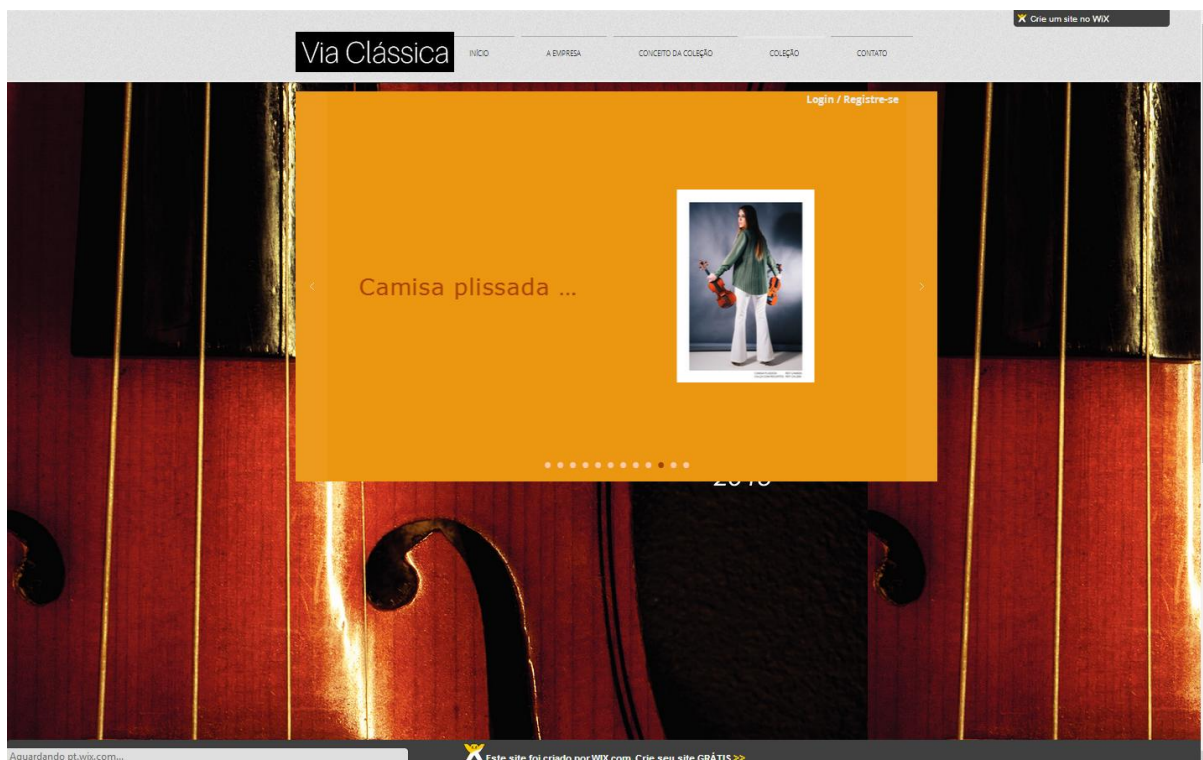 Crie um site no WiX
Via Clássica
INÍCIO
A EMPRESA
CONCEITO DA COLEÇÃO
COLEÇÃO
CONTATO
Login / Registre-se
Camisa plissada ...
Aguardando pt.wix.com...
Este site foi criado por WIX.com. Crie seu site GRÁTIS >>